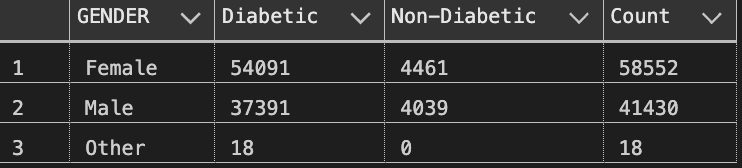 GENDER Diabetic Non-Diabetic Count
1 Female 54091 4461 58552
2 Male 37391 4039 41430
3 Other 18 0 18